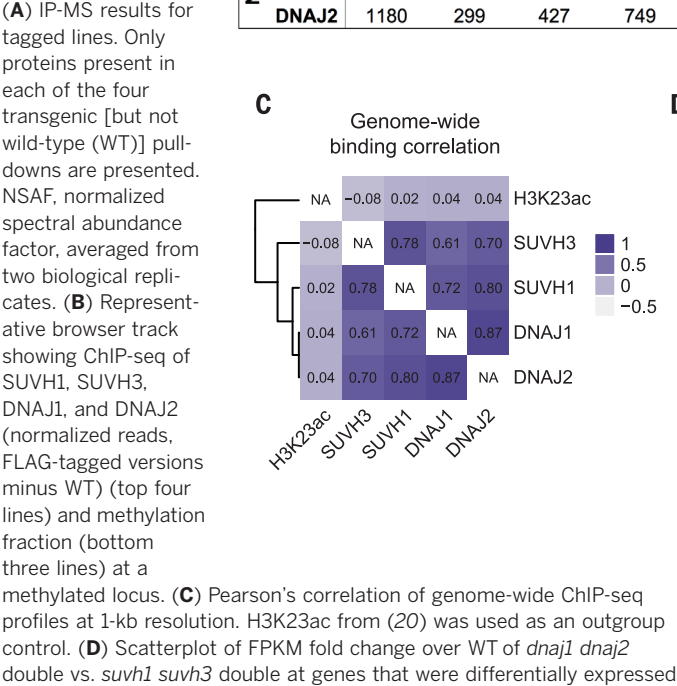 (A) IP-MS results for
tagged lines. Only
proteins present in
each of the four
transgenic [but not
wild-type (WT)] pull-
downs are presented.
NSAF, normalized
spectral abundance
factor, averaged from
two biological repli-
cates. (B) Represent-
ative browser track
showing ChIP-seq of
SUVH1, SUVH3,
DNAJ1, and DNAJ2
(normalized reads,
FLAG-tagged versions
minus WT) (top four
lines) and methylation
fraction (bottom
three lines) at a
methylated locus. (C) Pearson's correlation of genome-wide ChIP-seq
profiles at 1-kb resolution. H3K23ac from (20) was used as an outgroup
control. (D) Scatterplot of FPKM fold change over WT of dnaj1 dnaj2
double vs. suvh1 suvh3 double at genes that were differentially expressed
DNAJ2 1180 299 427 749
C
Genome-wide
binding correlation
NA −0.08 0.02 0.04 0.04 H3K23ac
−0.08 NA 0.78 0.61 0.70 SUVH3
0.02 0.78 NA 0.72 0.80 SUVH1
0.04 0.61 0.72 NA 0.87 DNAJ1
0.04 0.70 0.80 0.87 NA DNAJ2
H3K23ac SUVH3 SUVH1 DNAJ1 DNAJ2
1
0.5
0
−0.5